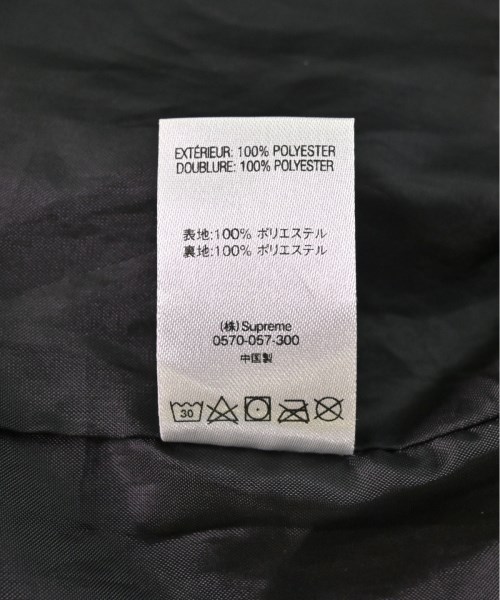 EXTÉRIEUR: 100% POLYESTER
DOUBLURE: 100% POLYESTER
表地:100% ポリエステル
裏地:100% ポリエステル
(株)Supreme
0570-057-300
中国製
30